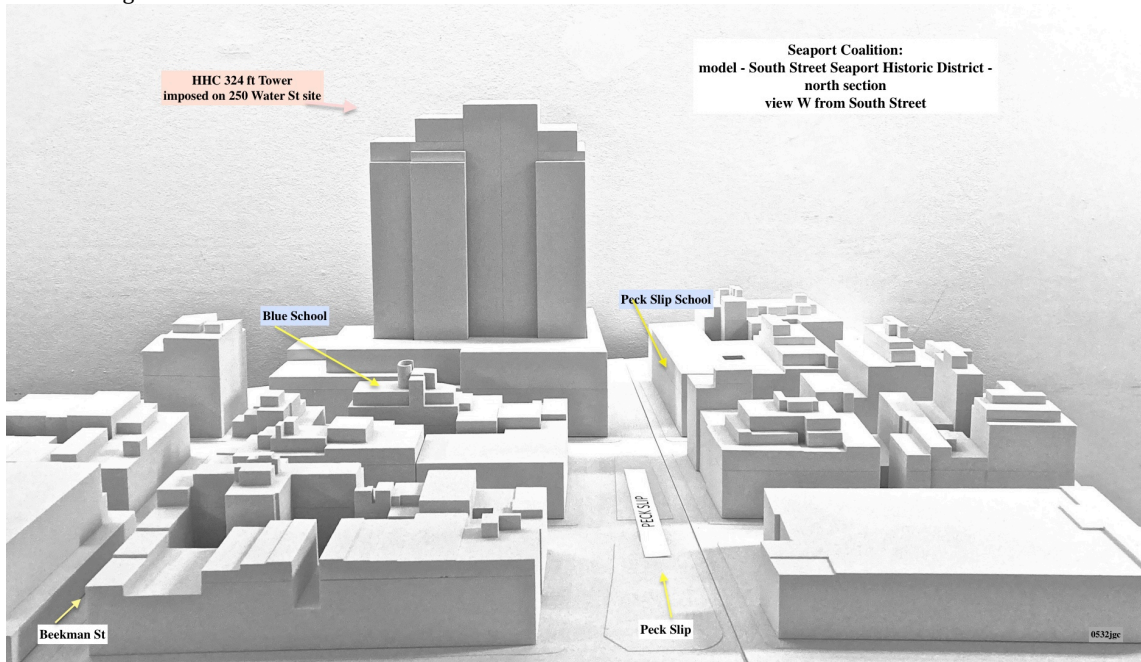 HHC 324 ft Tower
imposed on 250 Water St site
Seaport Coalition:
model - South Street Seaport Historic District -
north section
view W from South Street
Blue School
Peck Slip School
PECK SLIP
Beekman St
Peck Slip
0532jgc